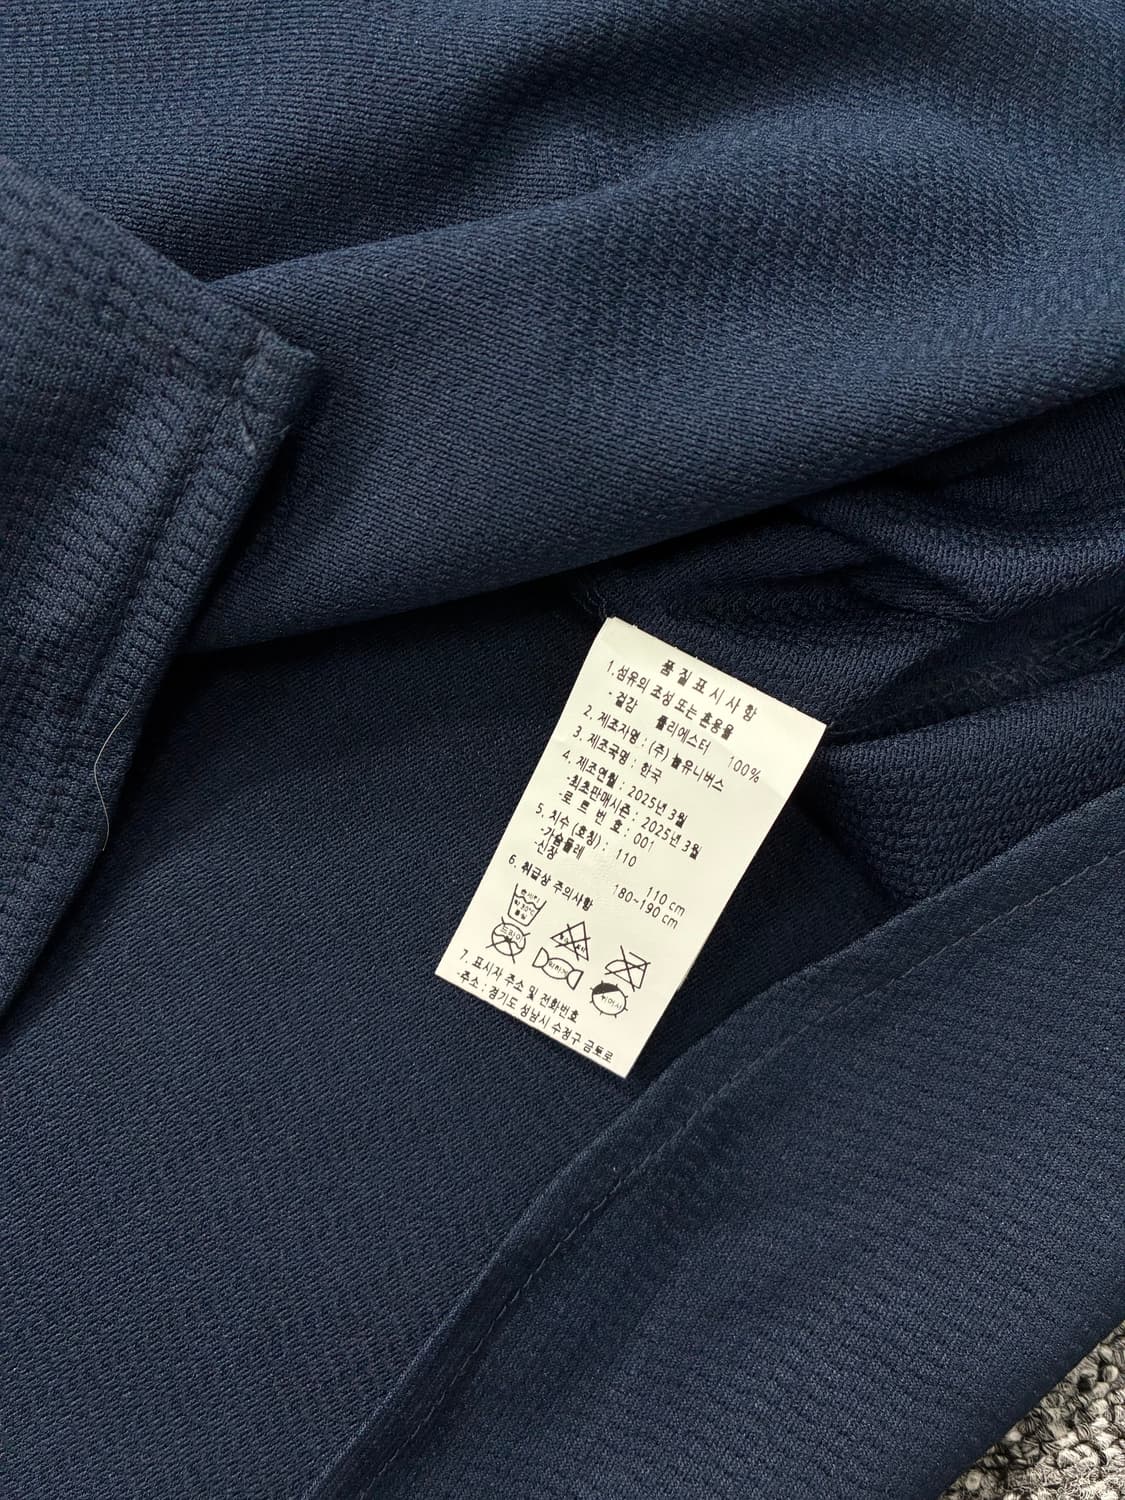 품질표시사항
1.섬유의 조성 또는 혼용율
- 겉감 폴리에스터 100%
2. 제조자명 : (주) 늘유니버스
3. 제조국명 : 한국
4. 제조연월 : 2025년 3월
·최초판매시즌 : 2025년 3월
·로트번호 : 001
5. 치수 (호칭) : 110
·가슴둘레 110 cm
·신장 180~190 cm
6. 취급상 주의사항
드라이
7. 표시자 주소 및 전화번호
·주소 : 경기도 성남시 수정구 금토로